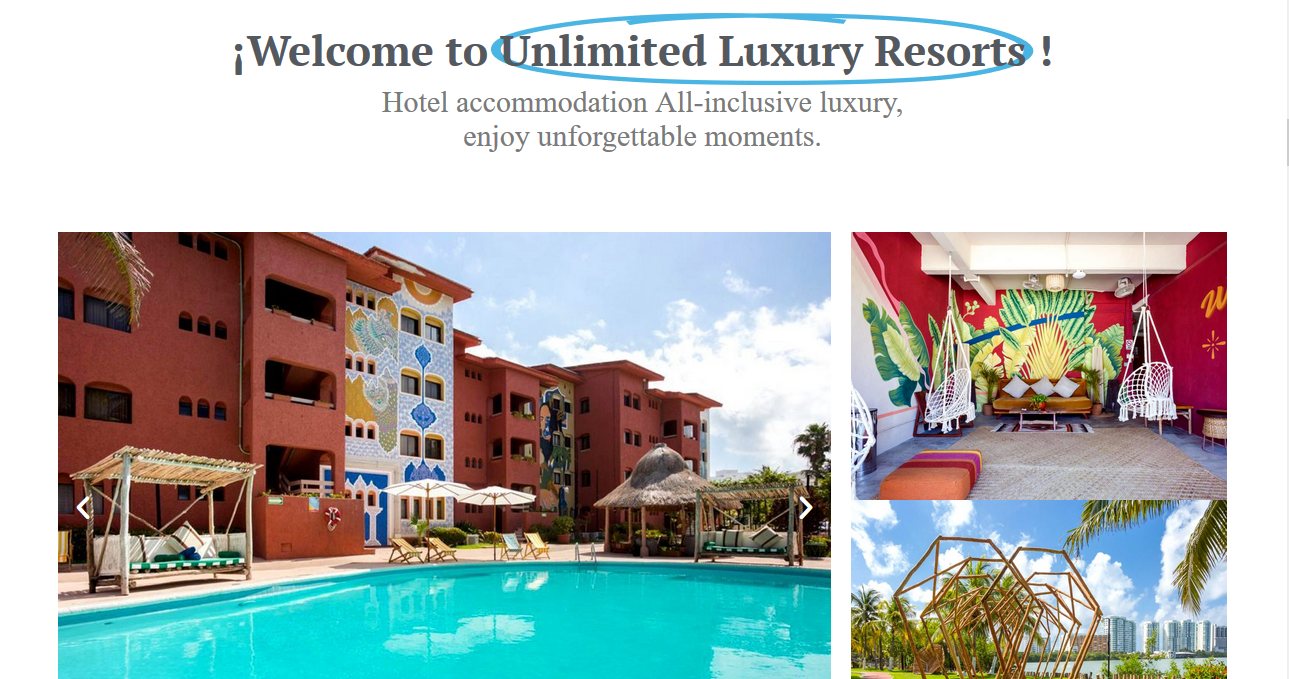 ¡Welcome to Unlimited Luxury Resorts !
Hotel accommodation All-inclusive luxury,
enjoy unforgettable moments.